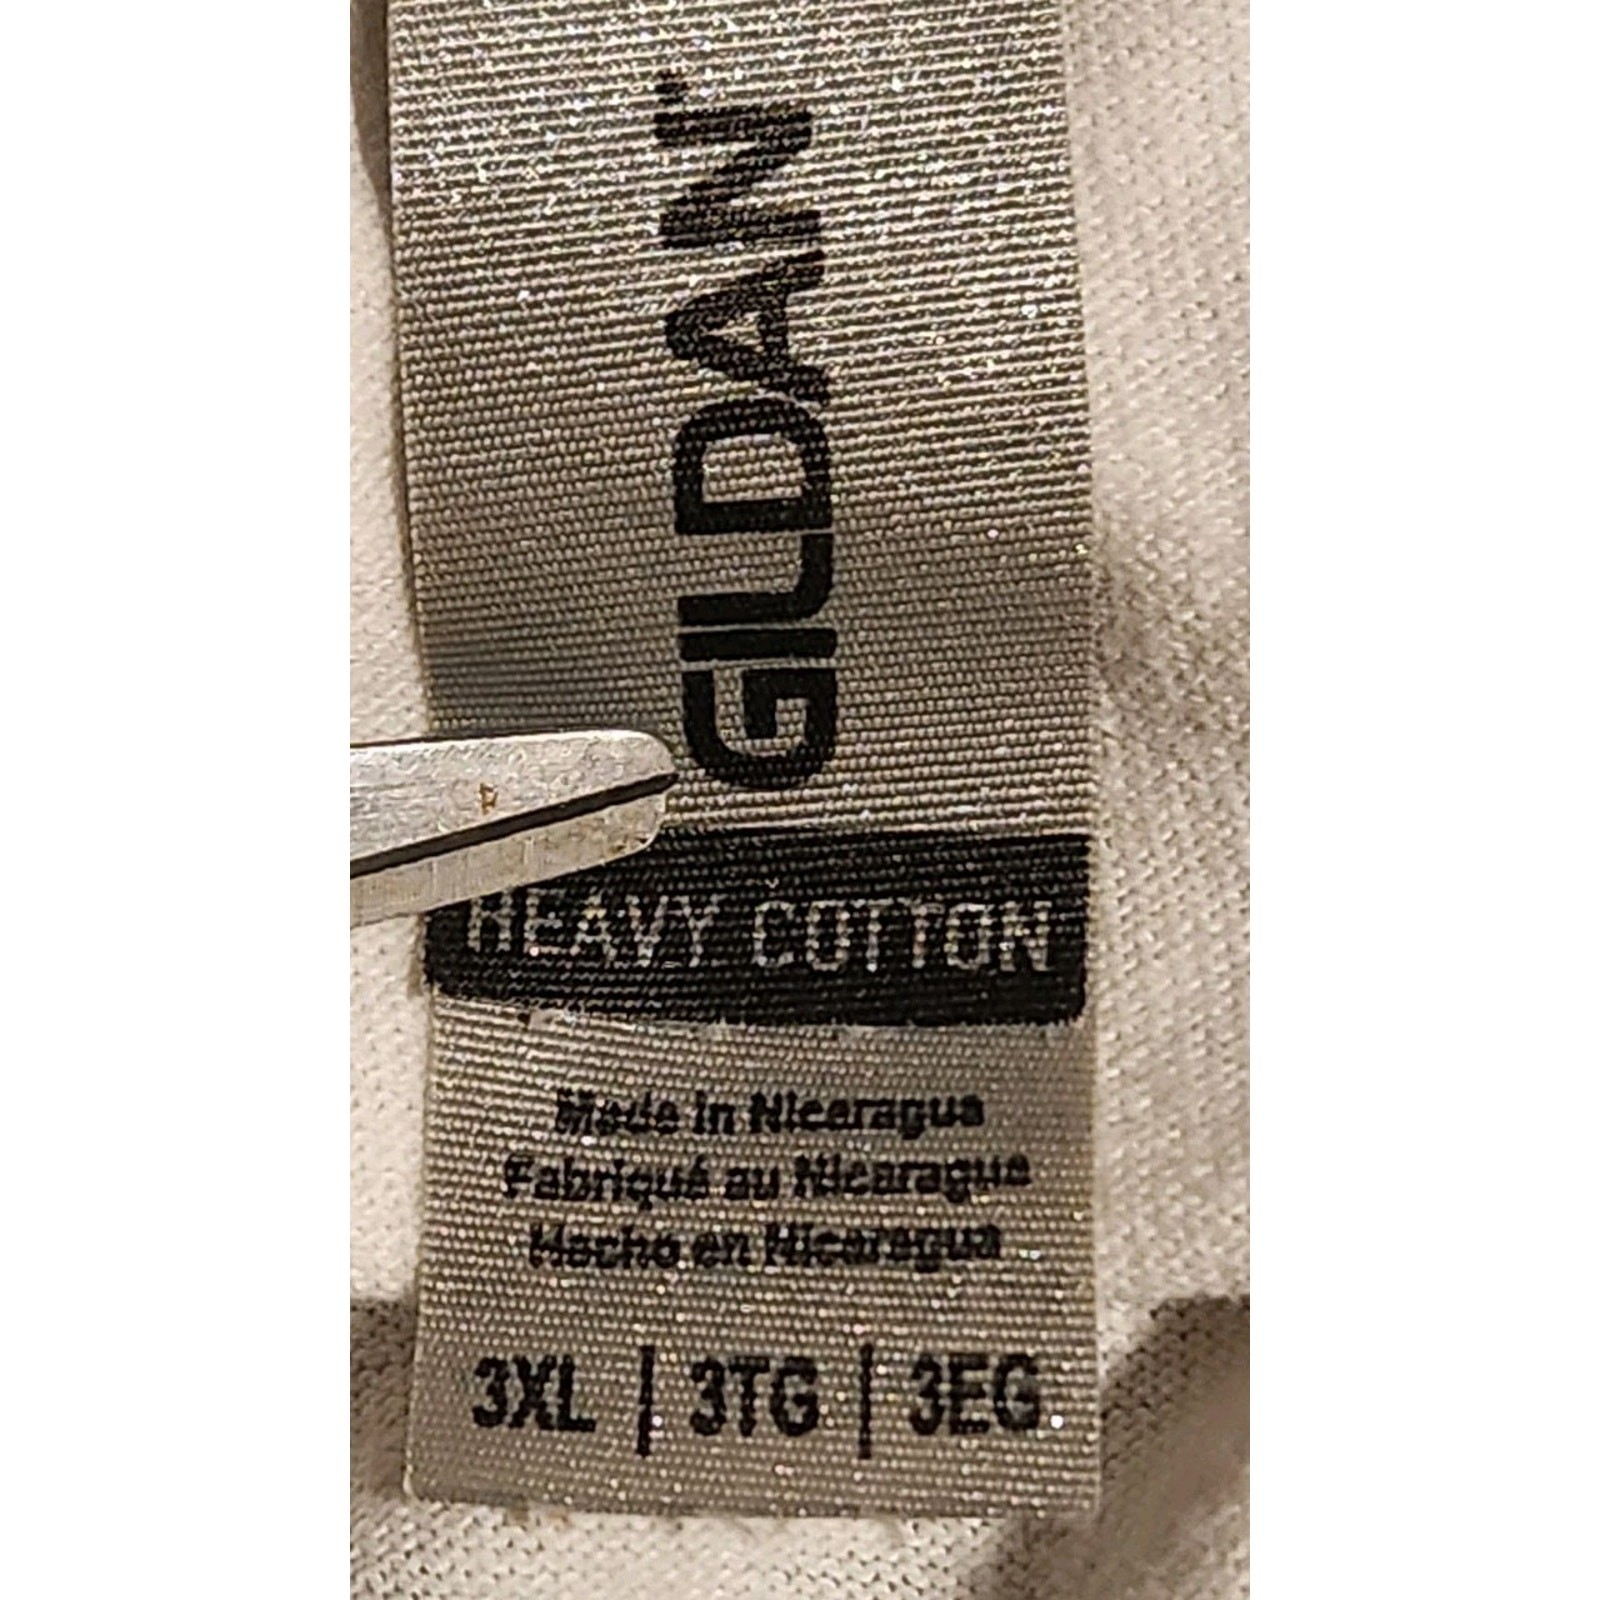 GILDAN
HEAVY COTTON
Made in Nicaragua
Fabriqué au Nicaragua
Hecho en Nicaragua
3XL | 3TG | 3EG